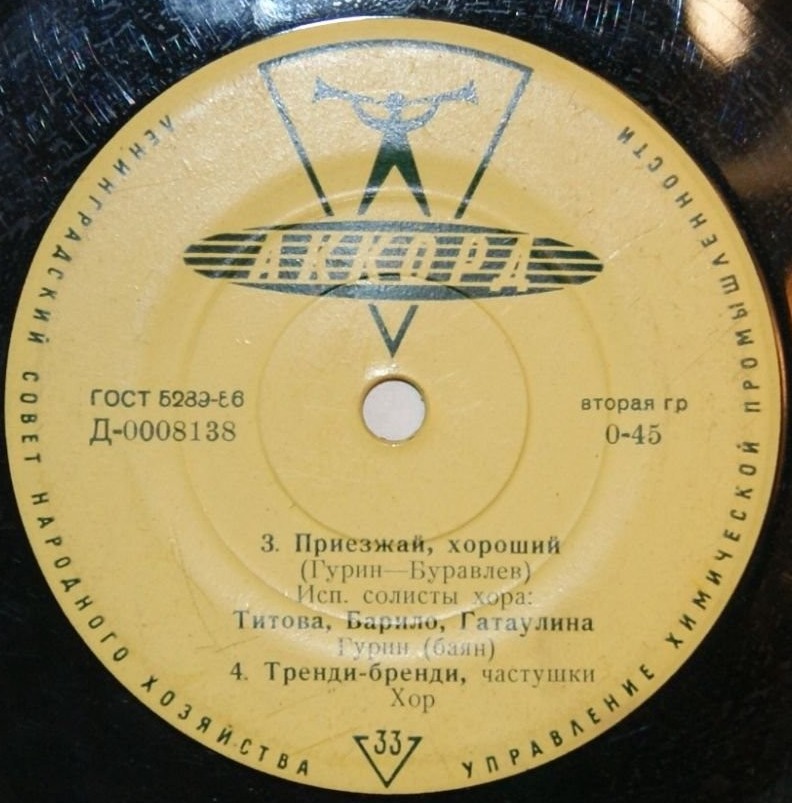 ЛЕНИНГРАДСКИЙ СОВЕТ НАРОДНОГО ХОЗЯЙСТВА
УПРАВЛЕНИЕ ХИМИЧЕСКОЙ ПРОМЫШЛЕННОСТИ
АККОРД
ГОСТ 5289-56
Д-0008138
вторая гр
0-45
3. Приезжай, хороший
(Гурин—Буравлев)
Исп. солисты хора:
Титова, Барило, Гатаулина
Гурин (баян)
4. Тренди-бренди, частушки
Хор
33